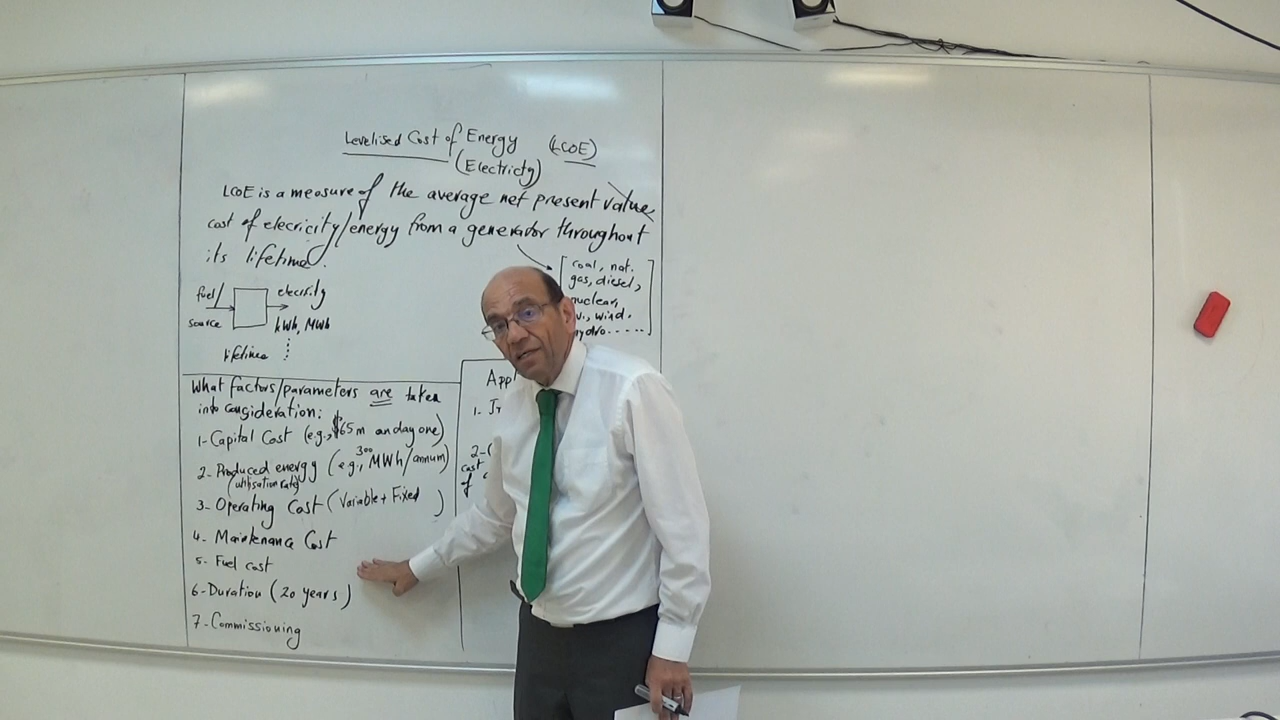 Levelised Cost of Energy (LCOE)
(Electricity)
LCOE is a measure of the average net present value
cost of elecricity/energy from a generator throughout
its lifetime.
coal, nat.
gas, diesel,
nuclear,
wind.
hydro.....
fuel/
source
electricity
kWh, MWh
lifetime
What factors/parameters are taken
into consideration:
1- Capital Cost (e.g., $65m on day one)
2- Produced energy (e.g., 300 MWh/annum)
(utilisation rate)
3- Operating Cost (Variable + Fixed)
4- Maintenance Cost
5- Fuel cost
6- Duration (20 years)
7- Commissioning
App
1-
2-
cost
of